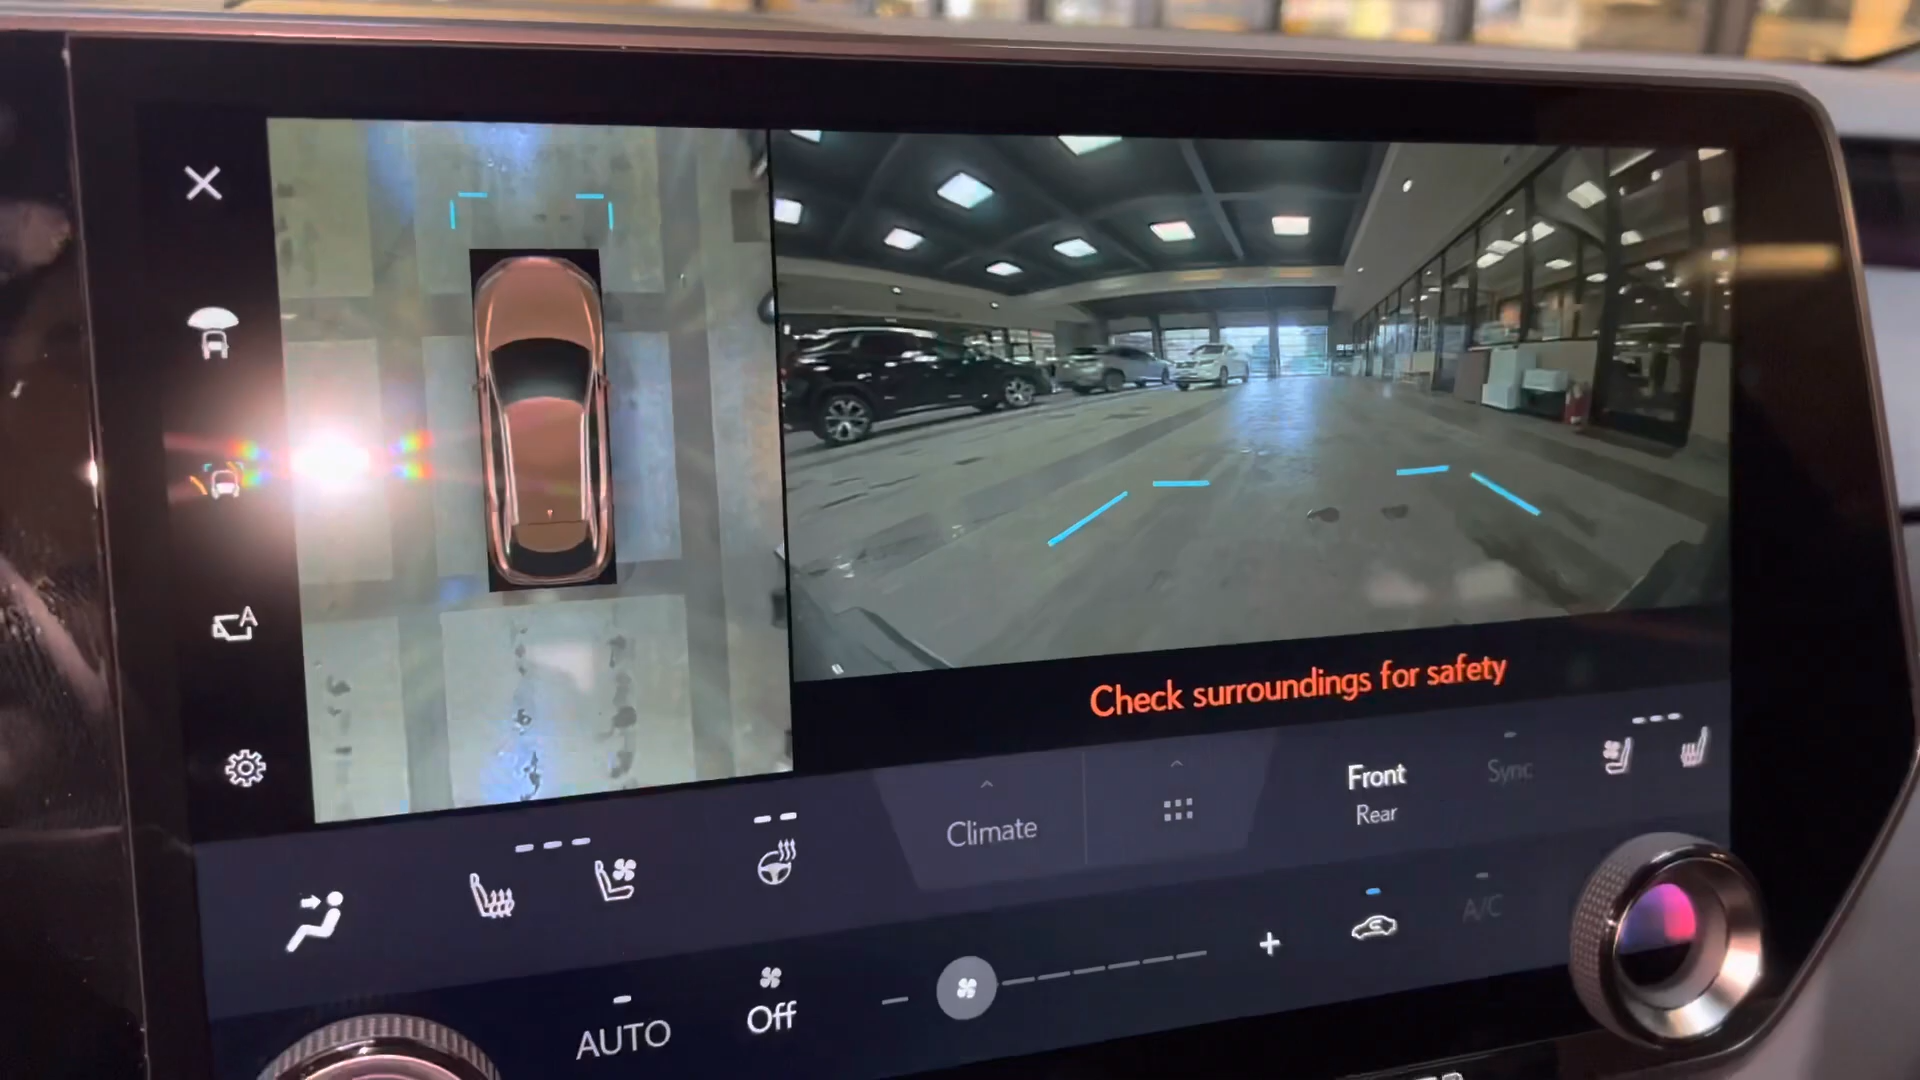 A
Check surroundings for safety
Climate
Front
Rear
Sync
A/C
Off
AUTO